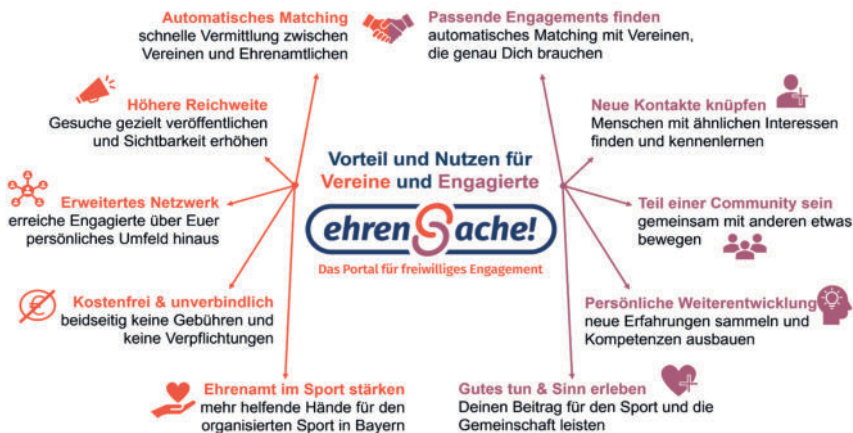 Automatisches Matching
schnelle Vermittlung zwischen
Vereinen und Ehrenamtlichen
Höhere Reichweite
Gesuche gezielt veröffentlichen
und Sichtbarkeit erhöhen
Erweitertes Netzwerk
erreiche Engagierte über Euer
persönliches Umfeld hinaus
Kostenfrei & unverbindlich
beidseitig keine Gebühren und
keine Verpflichtungen
Ehrenamt im Sport stärken
mehr helfende Hände für den
organisierten Sport in Bayern
Vorteil und Nutzen für
Vereine und Engagierte
ehrenSache!
Das Portal für freiwilliges Engagement
Passende Engagements finden
automatisches Matching mit Vereinen,
die genau Dich brauchen
Neue Kontakte knüpfen
Menschen mit ähnlichen Interessen
finden und kennenlernen
Teil einer Community sein
gemeinsam mit anderen etwas
bewegen
Persönliche Weiterentwicklung
neue Erfahrungen sammeln und
Kompetenzen ausbauen
Gutes tun & Sinn erleben
Deinen Beitrag für den Sport und die
Gemeinschaft leisten